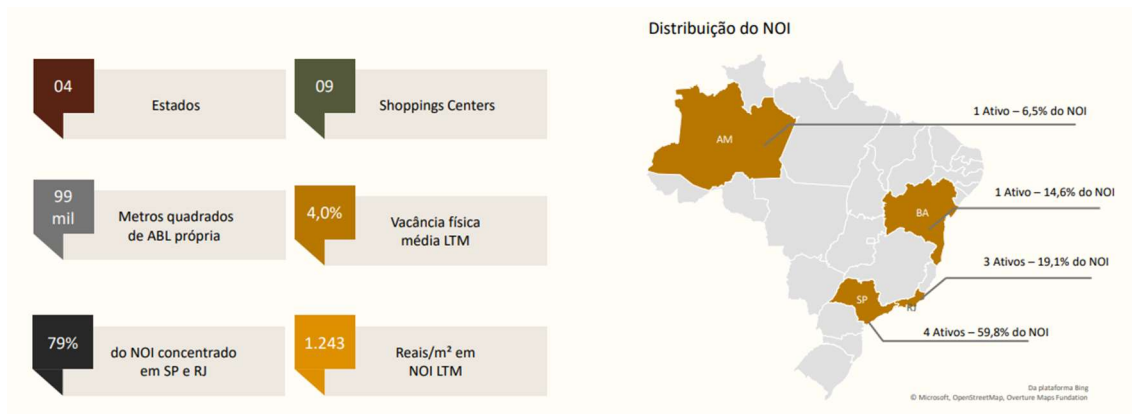 04
Estados
09
Shoppings Centers
99
mil
Metros quadrados
de ABL própria
4,0%
Vacância física
média LTM
79%
do NOI concentrado
em SP e RJ
1.243
Reais/m² em
NOI LTM
Distribuição do NOI
AM
1 Ativo – 6,5% do NOI
BA
1 Ativo – 14,6% do NOI
3 Ativos – 19,1% do NOI
SP
RJ
4 Ativos – 59,8% do NOI
Da plataforma Bing
© Microsoft, OpenStreetMap, Overture Maps Fundation